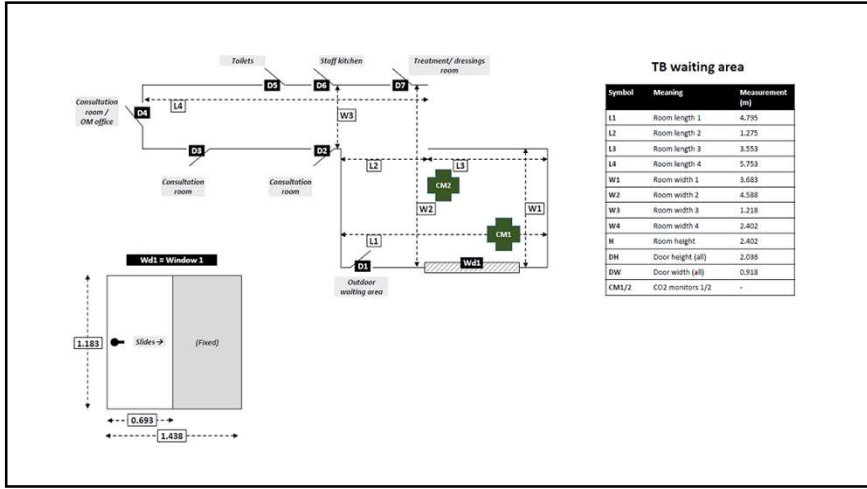 Toilets
Staff kitchen
Treatment/ dressings
room
D5
D6
D7
L4
Consultation
room /
OM office
D4
W3
D3
D2
L2
L3
Consultation
room
Consultation
room
CM2
W2
W1
CM1
L1
D1
Wd1
Outdoor
waiting area
Wd1 = Window 1
1.183
Slides→
(Fixed)
0.693
1.438
TB waiting area
Symbol Meaning Measurement
(m)
L1 Room length 1 4.795
L2 Room length 2 1.275
L3 Room length 3 3.553
L4 Room length 4 5.753
W1 Room width 1 3.683
W2 Room width 2 4.588
W3 Room width 3 1.218
W4 Room width 4 2.402
H Room height 2.402
DH Door height (all) 2.036
DW Door width (all) 0.918
CM1/2 CO2 monitors 1/2 -